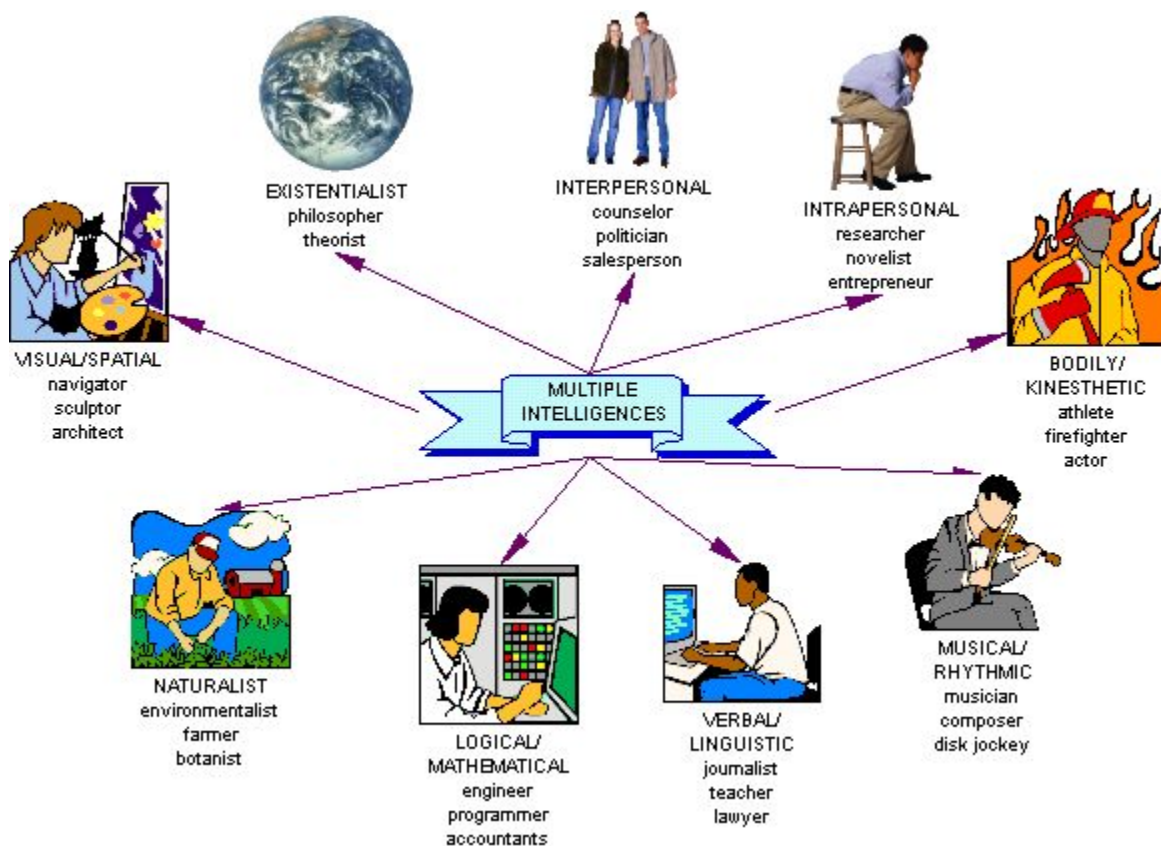 EXISTENTIALIST
philosopher
theorist
INTERPERSONAL
counselor
politician
salesperson
INTRAPERSONAL
researcher
novelist
entrepreneur
VISUAL/SPATIAL
navigator
sculptor
architect
MULTIPLE
INTELLIGENCES
BODILY/
KINESTHETIC
athlete
firefighter
actor
NATURALIST
environmentalist
farmer
botanist
LOGICAL/
MATHEMATICAL
engineer
programmer
accountants
VERBAL/
LINGUISTIC
journalist
teacher
lawyer
MUSICAL/
RHYTHMIC
musician
composer
disk jockey